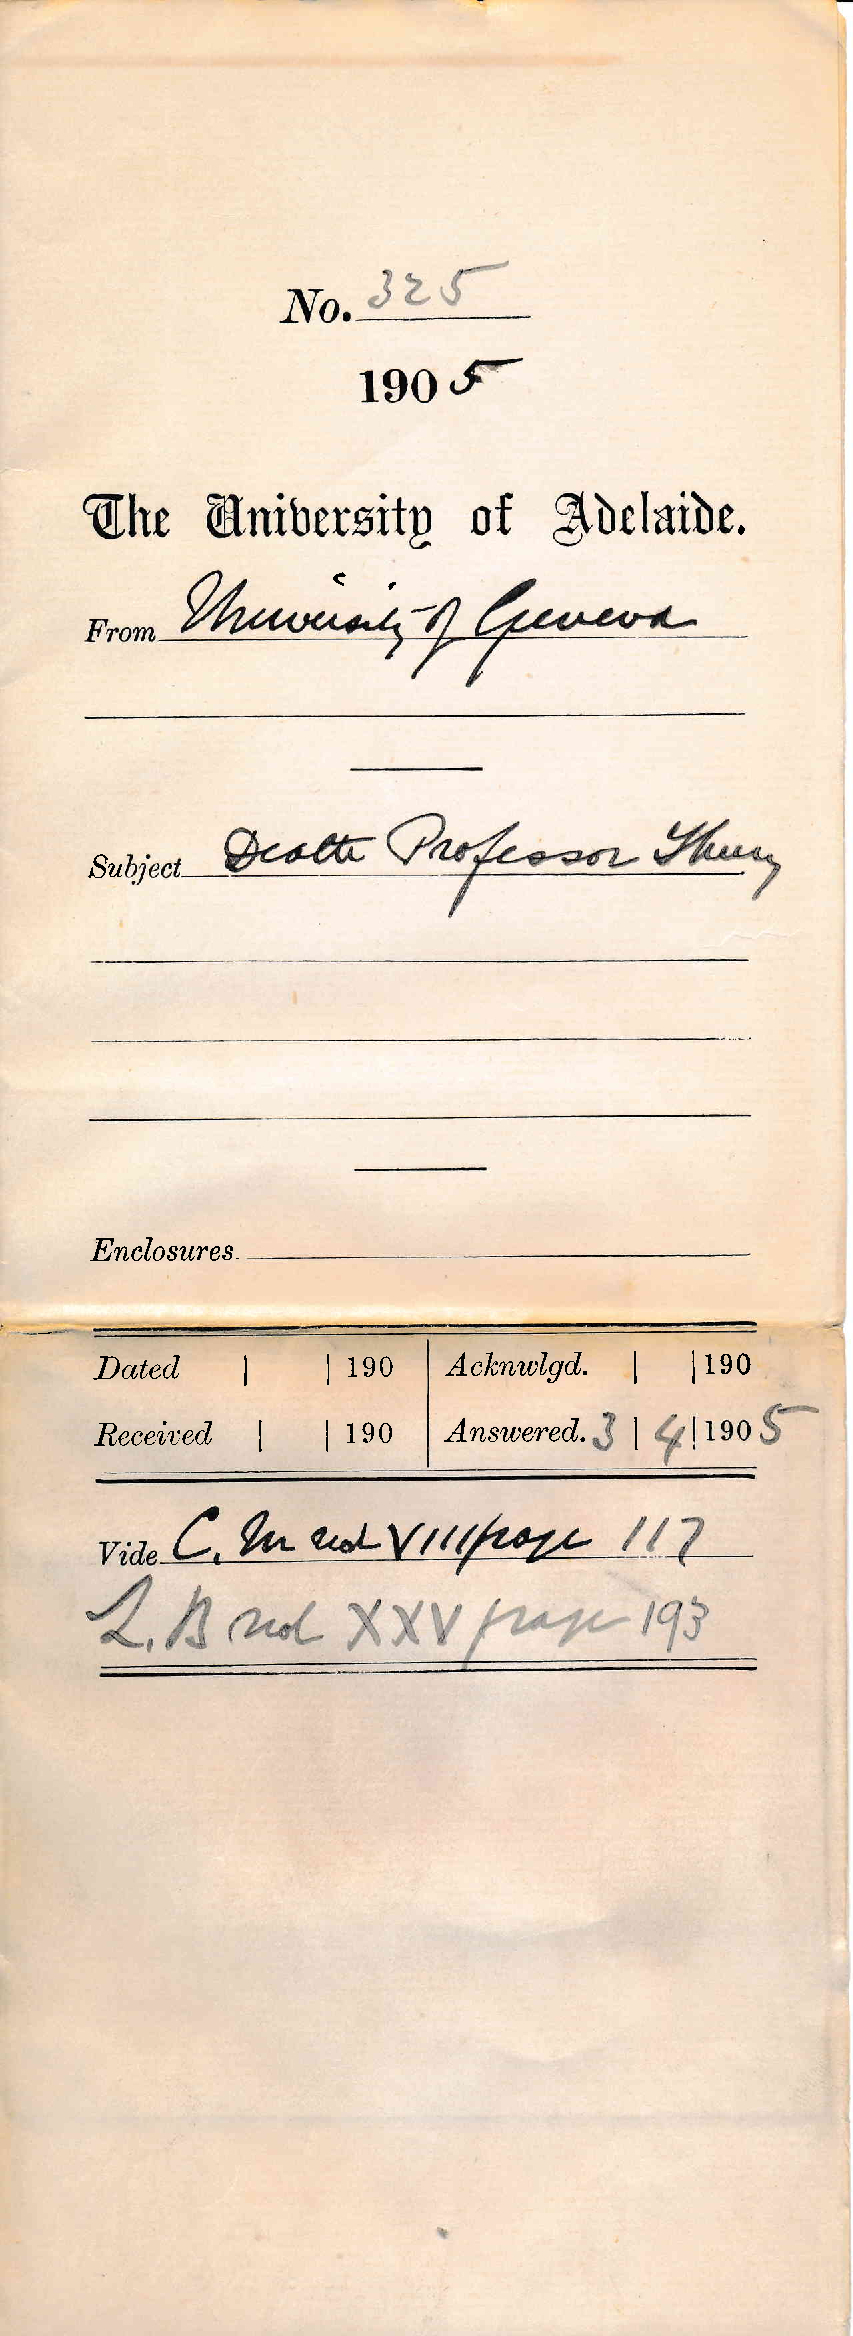 No. 325
1905
The University of Adelaide.
From University of Geneva
Subject Death Professor Thury
Enclosures
Dated | | 190 Acknwlgd. | | 190
Received | | 190 Answered. 3 | 4 | 1905
Vide C. M vol VIII page 117
L. B vol XXV page 193